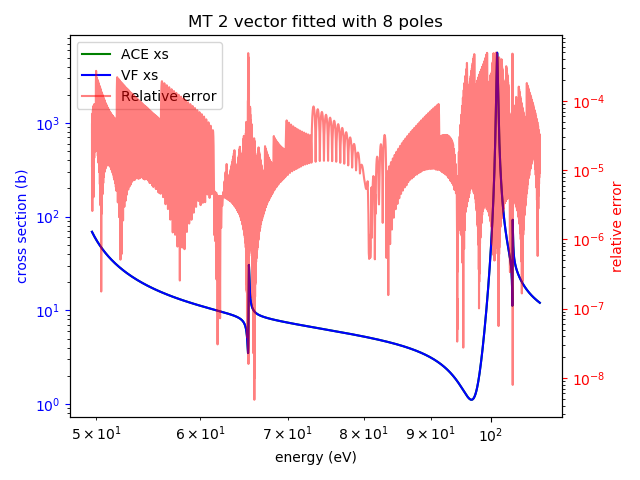 MT 2 vector fitted with 8 poles
ACE xs
VF xs
Relative error
cross section (b)
10³
10²
10¹
10⁰
10⁻⁴
10⁻⁵
10⁻⁶
10⁻⁷
10⁻⁸
relative error
5 × 10¹ 6 × 10¹ 7 × 10¹ 8 × 10¹ 9 × 10¹ 10²
energy (eV)